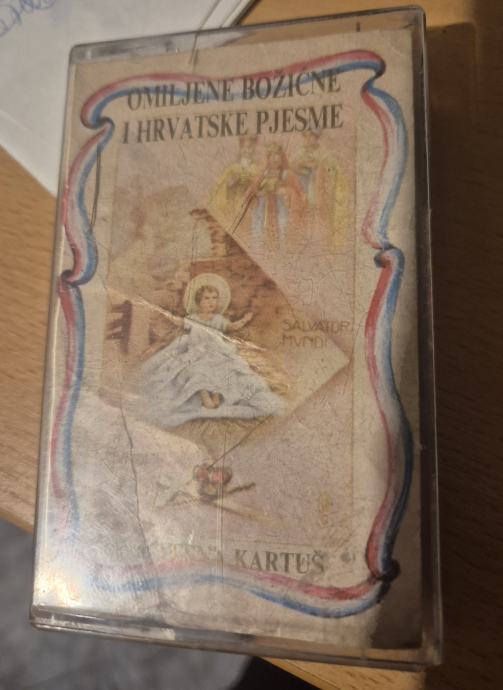 OMILJENE BOŽIĆNE
I HRVATSKE PJESME
SALVATOR
MVNDI
KARTUŠ